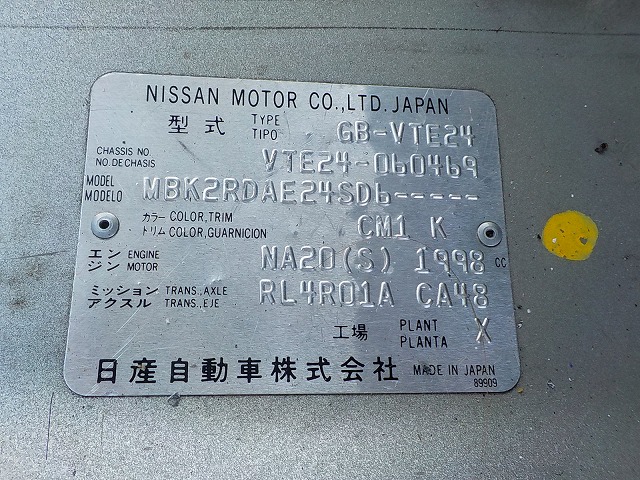 NISSAN MOTOR CO.,LTD. JAPAN
型式 TYPE TIPO GB-VTE24
CHASSIS NO NO.DECHASIS VTE24-060469
MODEL MODELO MBK2RDAE24SD6-----
カラー COLOR,TRIM
トリム COLOR,GUARNICION CM1 K
エンジン ENGINE MOTOR NA20(S) 1998 CC
ミッション TRANS.,AXLE
アクスル TRANS.,EJE RL4R01A CA48
工場 PLANT PLANTA X
日産自動車株式会社 MADE IN JAPAN
89909